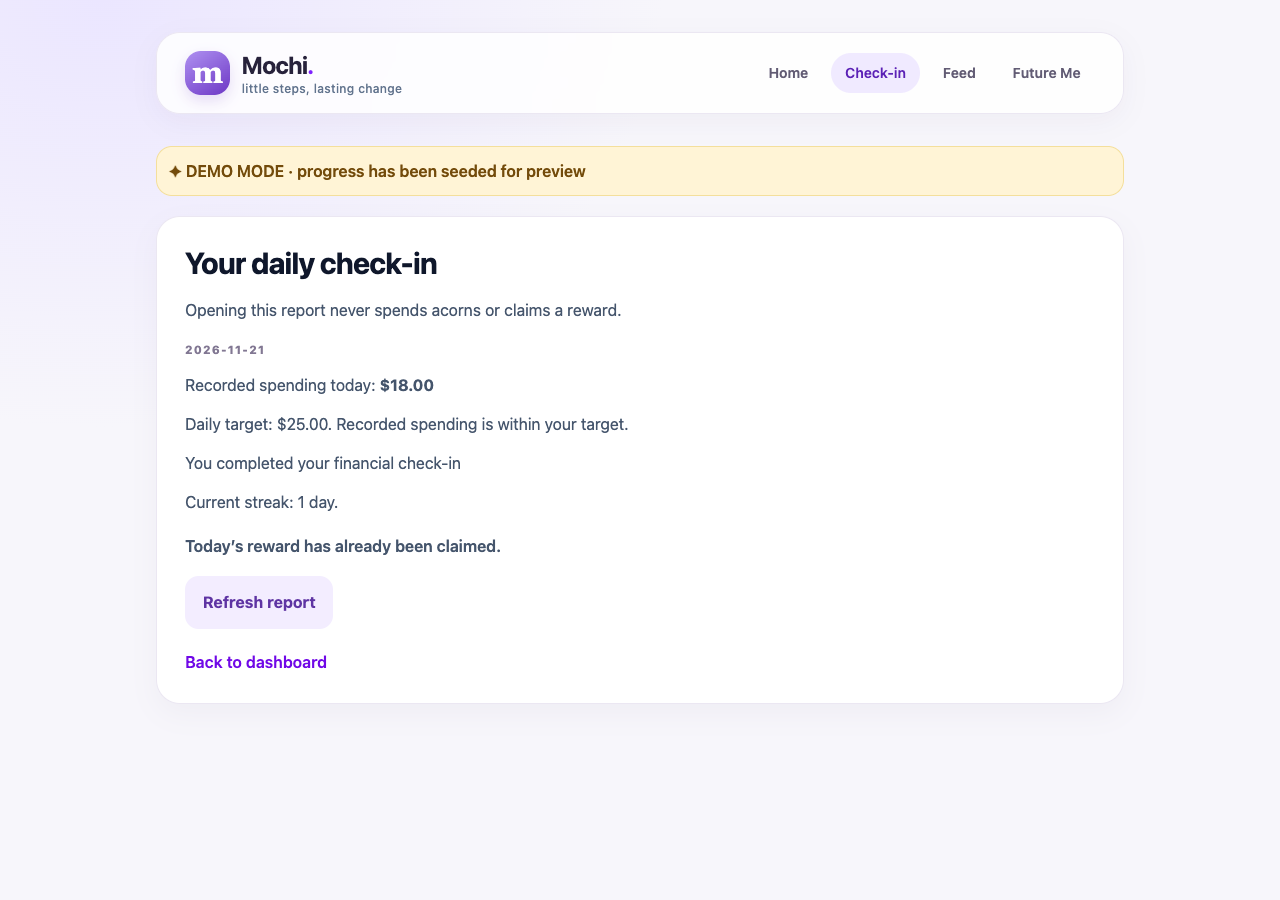 m
Mochi.
little steps, lasting change
Home
Check-in
Feed
Future Me
✦ DEMO MODE · progress has been seeded for preview
Your daily check-in
Opening this report never spends acorns or claims a reward.
2026-11-21
Recorded spending today: $18.00
Daily target: $25.00. Recorded spending is within your target.
You completed your financial check-in
Current streak: 1 day.
Today’s reward has already been claimed.
Refresh report
Back to dashboard